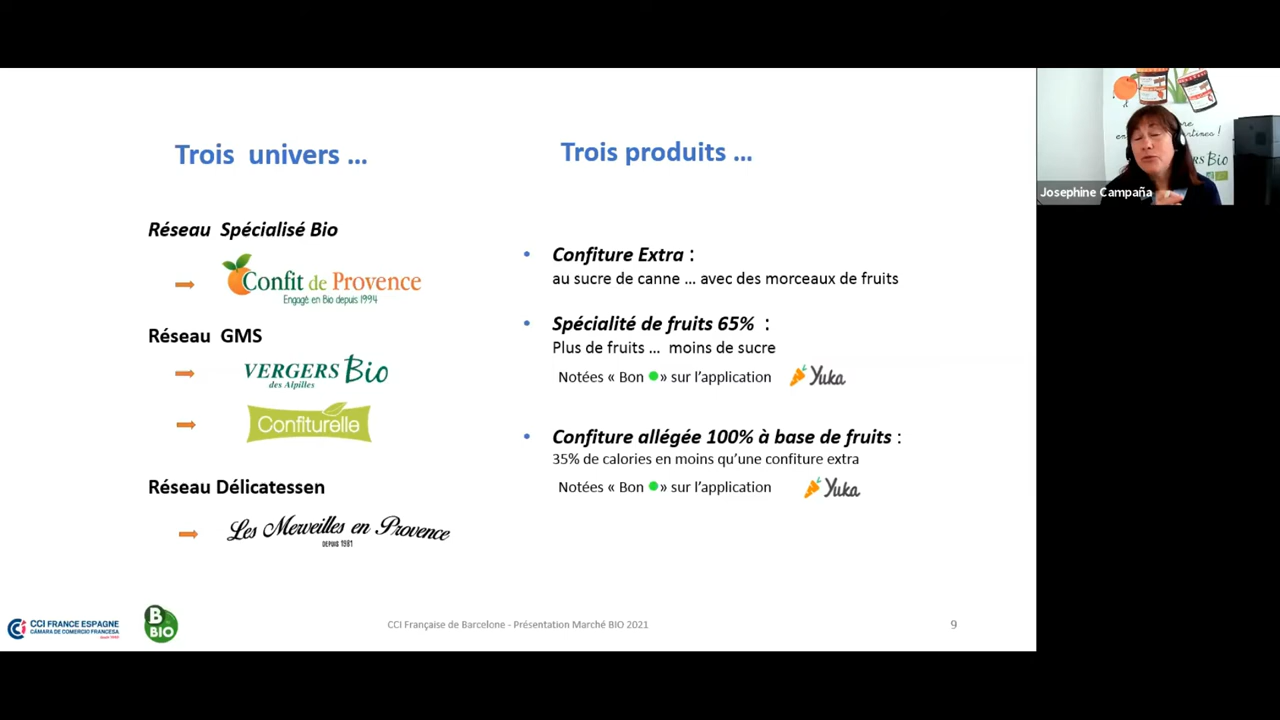 Trois univers ...
Trois produits ...
Réseau Spécialisé Bio
Confit de Provence
Engagé en Bio depuis 1994
Réseau GMS
VERGERS Bio
des Alpilles
Confiturelle
Réseau Délicatessen
Les Merveilles en Provence
DEPUIS 1981
• Confiture Extra :
au sucre de canne ... avec des morceaux de fruits
• Spécialité de fruits 65% :
Plus de fruits ... moins de sucre
Notées « Bon » sur l'application Yuka
• Confiture allégée 100% à base de fruits :
35% de calories en moins qu'une confiture extra
Notées « Bon » sur l'application Yuka
CCI FRANCE ESPAGNE
CÁMARA DE COMERCIO FRANCESA
B
BIO
CCI Française de Barcelone - Présentation Marché BIO 2021
9
Bio
Josephine Campaña